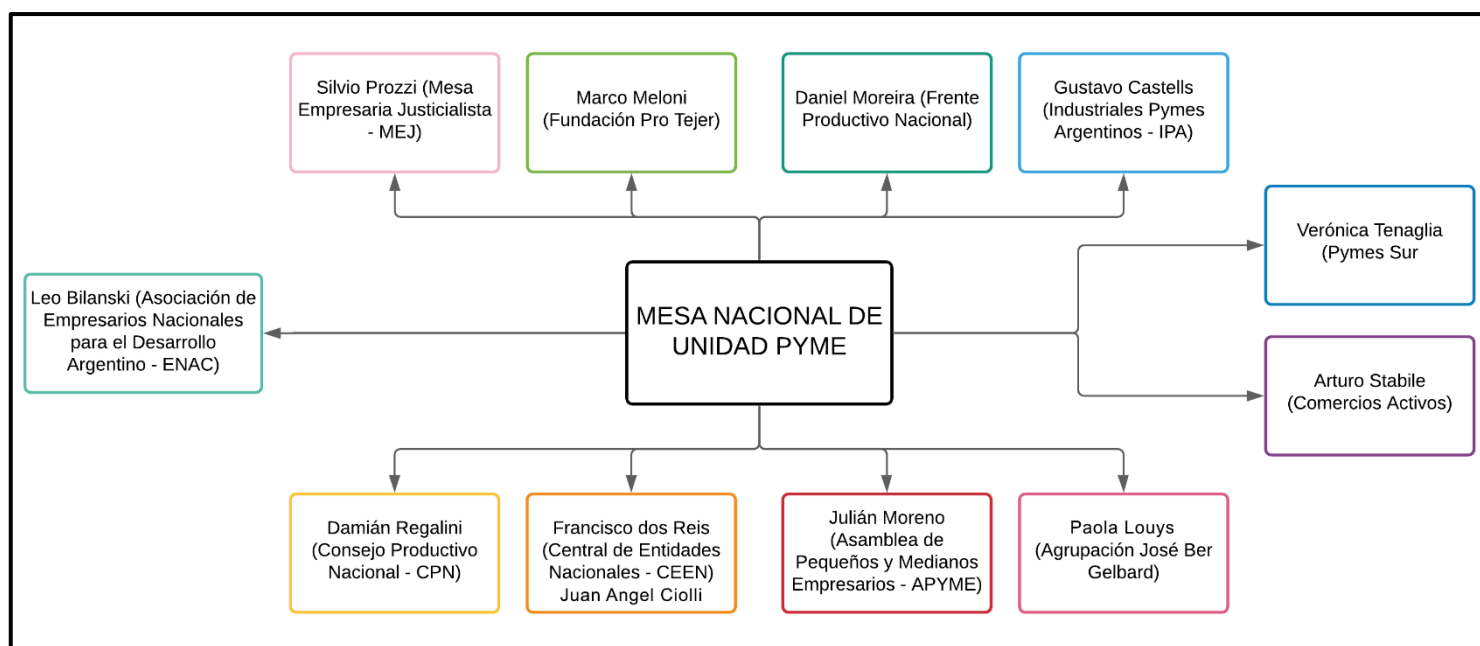 Silvio Prozzi (Mesa
Empresaria Justicialista
- MEJ)
Marco Meloni
(Fundación Pro Tejer)
Daniel Moreira (Frente
Productivo Nacional)
Gustavo Castells
(Industriales Pymes
Argentinos - IPA)
Verónica Tenaglia
(Pymes Sur
Leo Bilanski (Asociación de
Empresarios Nacionales
para el Desarrollo
Argentino - ENAC)
MESA NACIONAL DE
UNIDAD PYME
Arturo Stabile
(Comercios Activos)
Damián Regalini
(Consejo Productivo
Nacional - CPN)
Francisco dos Reis
(Central de Entidades
Nacionales - CEEN)
Juan Angel Ciolli
Julián Moreno
(Asamblea de
Pequeños y Medianos
Empresarios - APYME)
Paola Louys
(Agrupación José Ber
Gelbard)